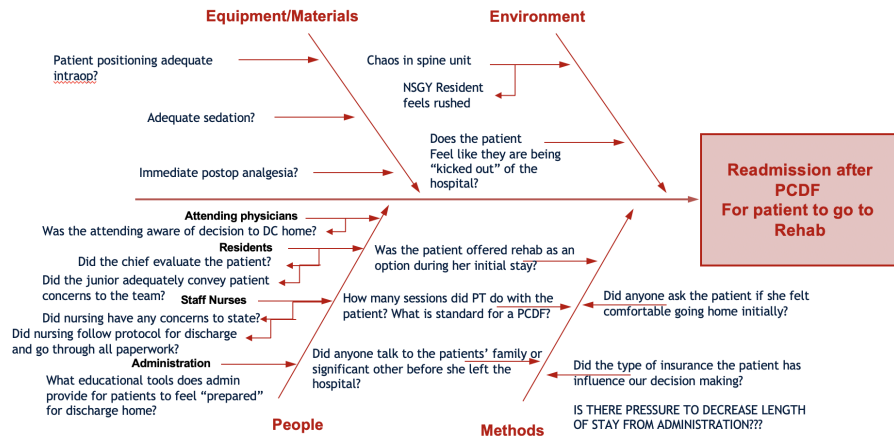 Equipment/Materials
Environment
Patient positioning adequate
intraop?
Adequate sedation?
Immediate postop analgesia?
Chaos in spine unit
NSGY Resident
feels rushed
Does the patient
Feel like they are being
“kicked out” of the
hospital?
Readmission after
PCDF
For patient to go to
Rehab
Attending physicians
Was the attending aware of decision to DC home?
Residents
Did the chief evaluate the patient?
Did the junior adequately convey patient
concerns to the team?
Staff Nurses
Did nursing have any concerns to state?
Did nursing follow protocol for discharge
and go through all paperwork?
Administration
What educational tools does admin
provide for patients to feel “prepared”
for discharge home?
People
Was the patient offered rehab as an
option during her initial stay?
How many sessions did PT do with the
patient? What is standard for a PCDF?
Did anyone talk to the patients’ family or
significant other before she left the
hospital?
Did anyone ask the patient if she felt
comfortable going home initially?
Did the type of insurance the patient has
influence our decision making?
IS THERE PRESSURE TO DECREASE LENGTH
OF STAY FROM ADMINISTRATION???
Methods